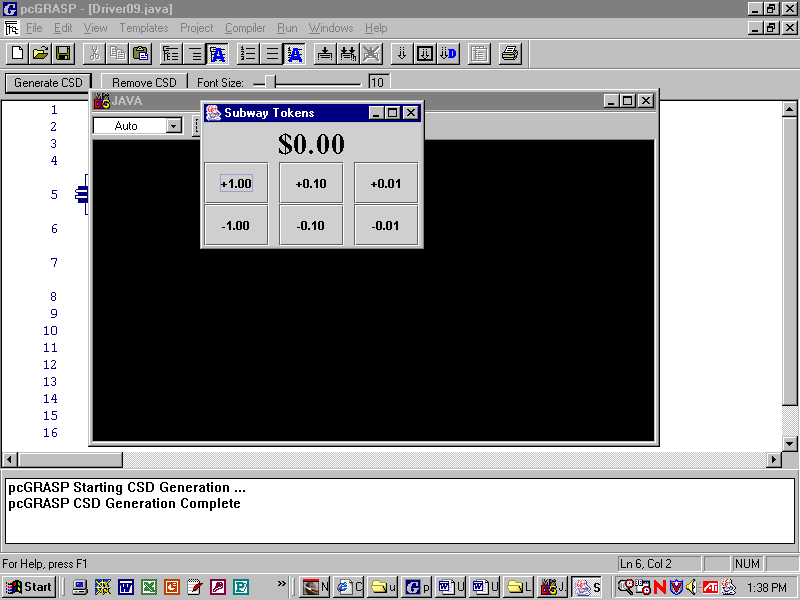 pcGRASP - [Driver09.java]
File Edit View Templates Project Compiler Run Windows Help
Generate CSD Remove CSD Font Size: 10
JAVA
Auto
Subway Tokens
$0.00
+1.00 +0.10 +0.01
-1.00 -0.10 -0.01
1
2
3
4
5
6
7
8
9
10
11
12
13
14
15
16
pcGRASP Starting CSD Generation ...
pcGRASP CSD Generation Complete
For Help, press F1 Ln 6, Col 2 NUM
Start N C u p U U L J. S 1:38 PM